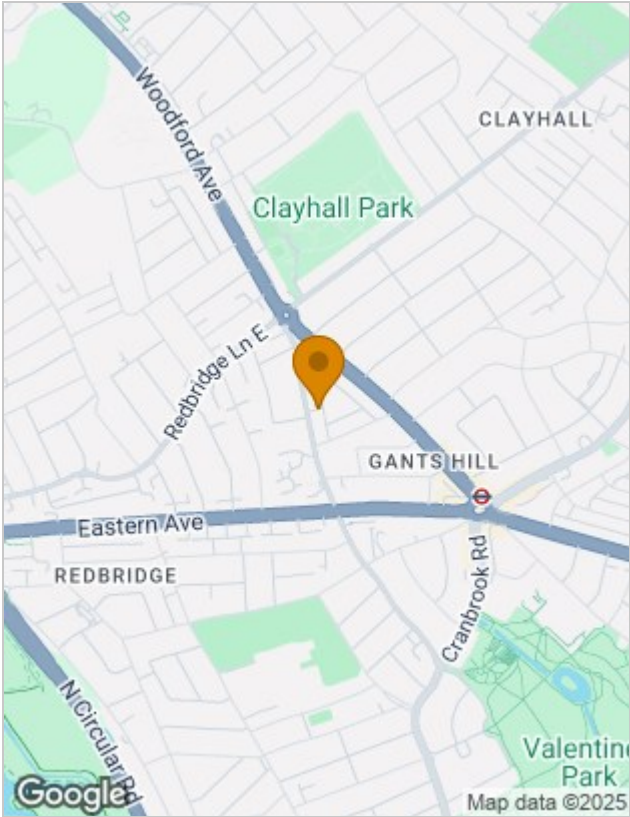 Woodford Ave
CLAYHALL
Clayhall Park
Redbridge Ln E
GANTS HILL
Eastern Ave
REDBRIDGE
Cranbrook Rd
N Circular Rd
Valentine
Park
Google
Map data ©2025